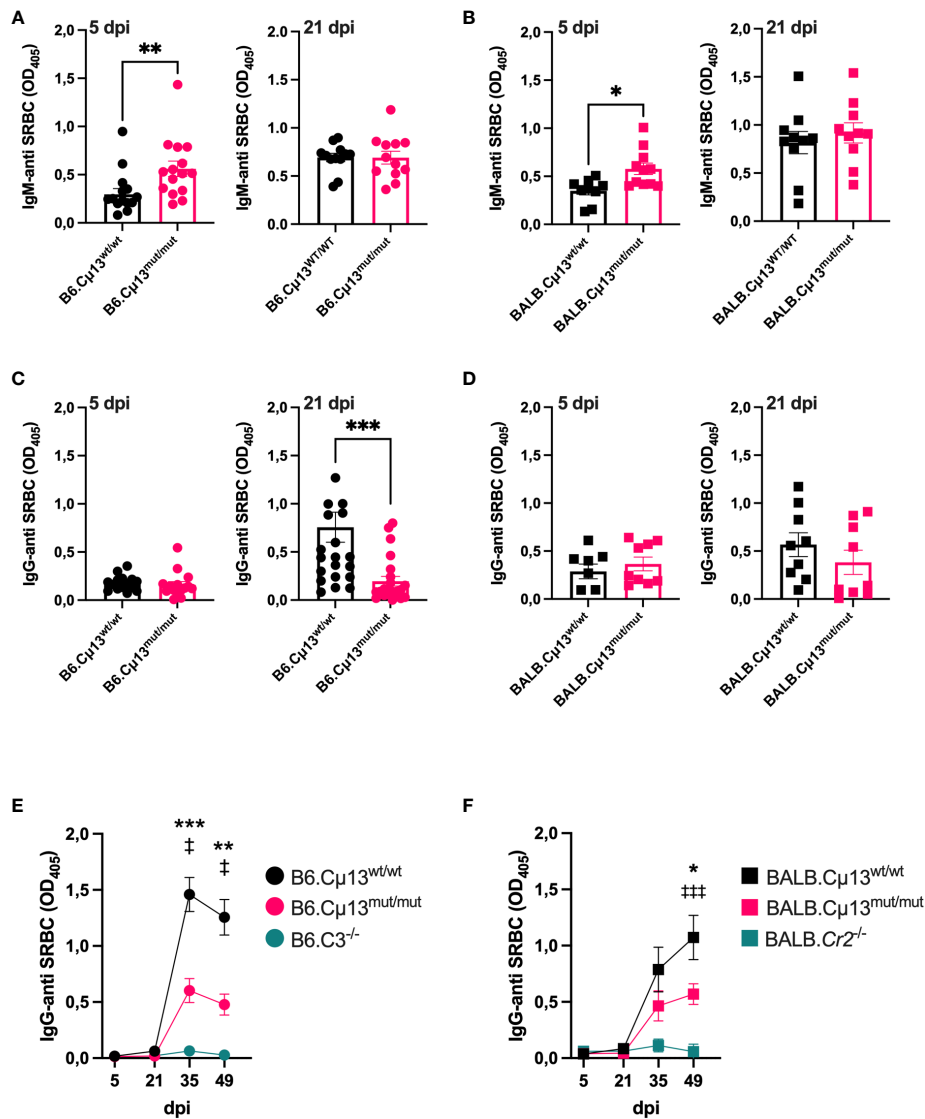 A
5 dpi
IgM-anti SRBC (OD405)
2,0
1,5
1,0
0,5
0,0
**
B6.Cμ13wt/wt
B6.Cμ13mut/mut
21 dpi
IgM-anti SRBC (OD405)
2,0
1,5
1,0
0,5
0,0
B6.Cμ13WT/WT
B6.Cμ13mut/mut
B
5 dpi
IgM-anti SRBC (OD405)
2,0
1,5
1,0
0,5
0,0
*
BALB.Cμ13wt/wt
BALB.Cμ13mut/mut
21 dpi
IgM-anti SRBC (OD405)
2,0
1,5
1,0
0,5
0,0
BALB.Cμ13WT/WT
BALB.Cμ13mut/mut
C
5 dpi
IgG-anti SRBC (OD405)
2,0
1,5
1,0
0,5
0,0
B6.Cμ13wt/wt
B6.Cμ13mut/mut
21 dpi
IgG-anti SRBC (OD405)
2,0
1,5
1,0
0,5
0,0
***
B6.Cμ13wt/wt
B6.Cμ13mut/mut
D
5 dpi
IgG-anti SRBC (OD405)
2,0
1,5
1,0
0,5
0,0
BALB.Cμ13wt/wt
BALB.Cμ13mut/mut
21 dpi
IgG-anti SRBC (OD405)
2,0
1,5
1,0
0,5
0,0
BALB.Cμ13wt/wt
BALB.Cμ13mut/mut
E
IgG-anti SRBC (OD405)
2,0
1,5
1,0
0,5
0,0
*** **
‡ ‡
5 21 35 49
dpi
B6.Cμ13wt/wt
B6.Cμ13mut/mut
B6.C3-/-
F
IgG-anti SRBC (OD405)
2,0
1,5
1,0
0,5
0,0
*
‡‡‡
5 21 35 49
dpi
BALB.Cμ13wt/wt
BALB.Cμ13mut/mut
BALB.Cr2-/-